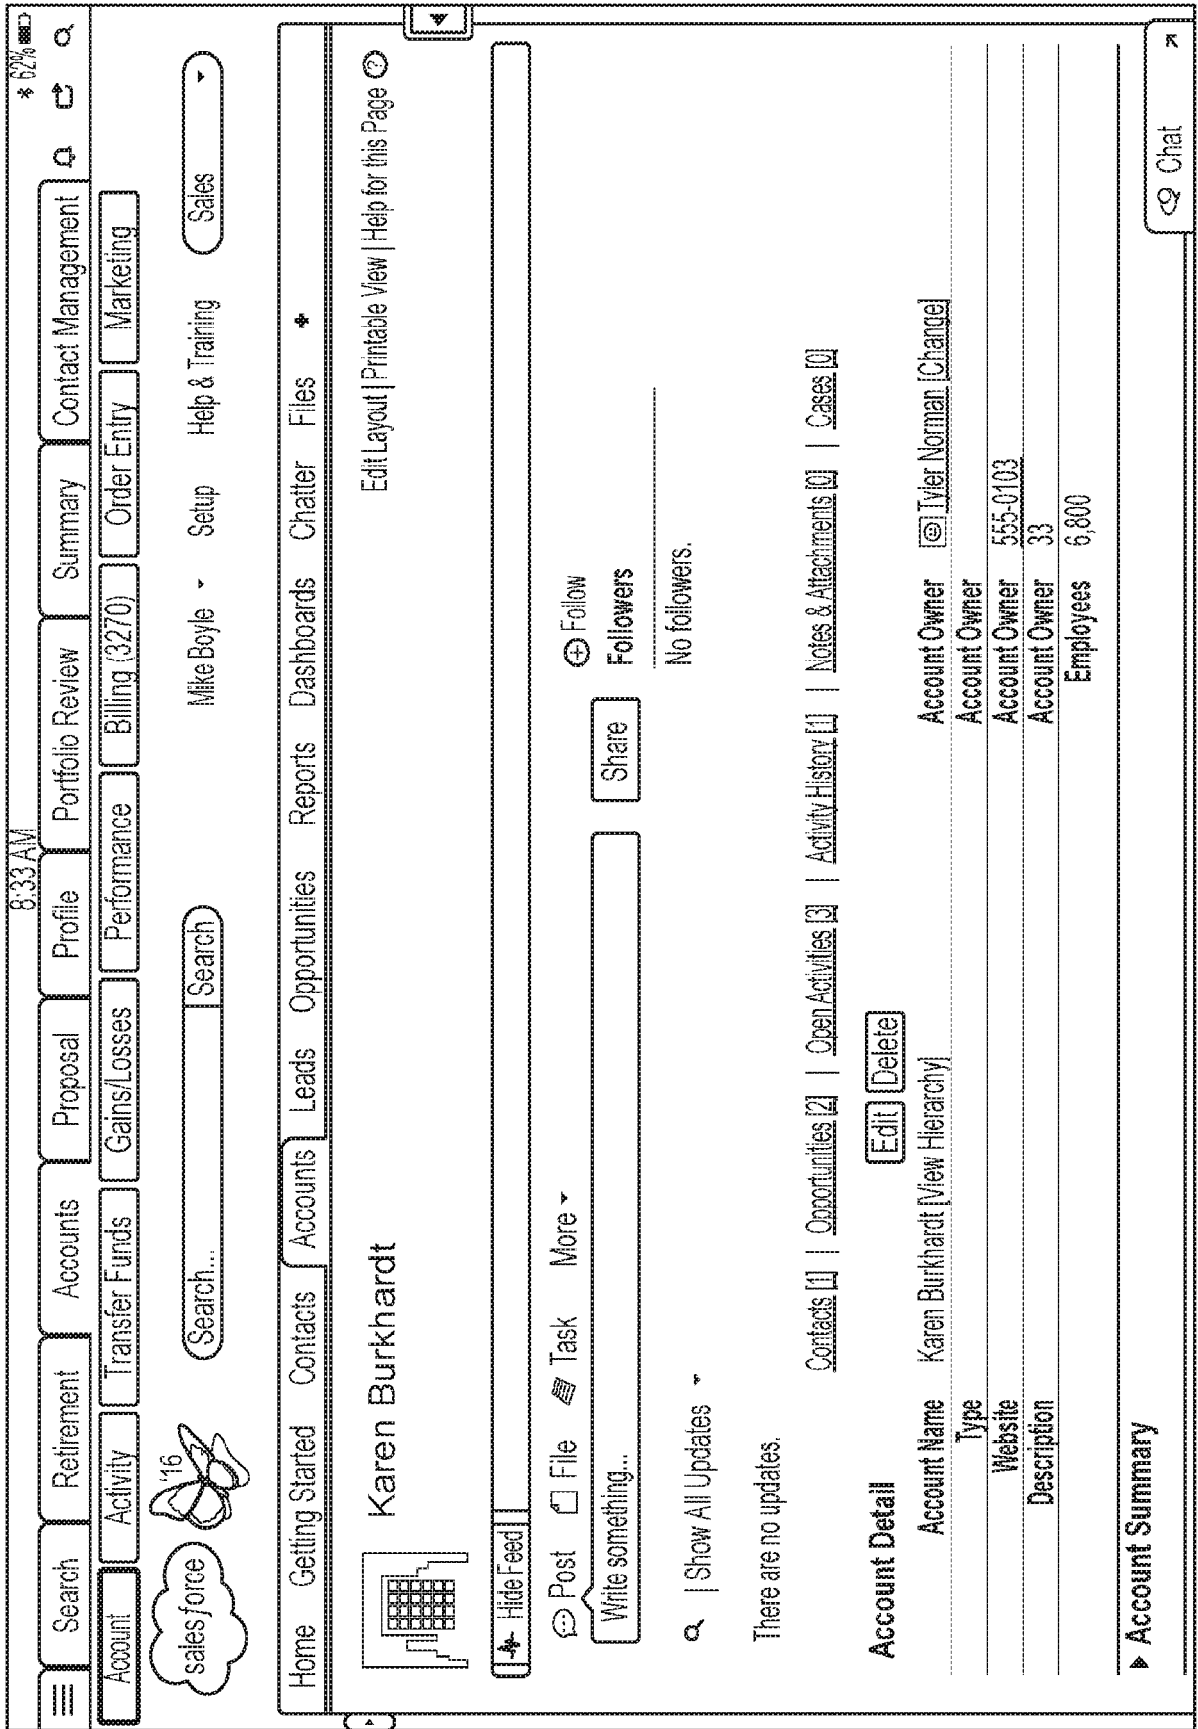 8:33 AM 62%
Search Retirement Accounts Proposal Profile Portfolio Review Summary Contact Management
Account Activity Transfer Funds Gains/Losses Performance Billing (3270) Order Entry Marketing
salesforce '16 Search... Search Mike Boyle Setup Help & Training Sales
Home Getting Started Contacts Accounts Leads Opportunities Reports Dashboards Chatter Files +
Karen Burkhardt
Edit Layout | Printable View | Help for this Page ?
Hide Feed
Post File Task More Follow
Write something... Share Followers
No followers.
| Show All Updates
There are no updates.
Contacts [1] | Opportunities [2] | Open Activities [3] | Activity History [1] | Notes & Attachments [0] | Cases [0]
Account Detail Edit Delete
Account Name Karen Burkhardt [View Hierarchy] Account Owner Tyler Norman [Change]
Type Account Owner
Website Account Owner 555-0103
Description Account Owner 33
Employees 6,800
Account Summary
Chat